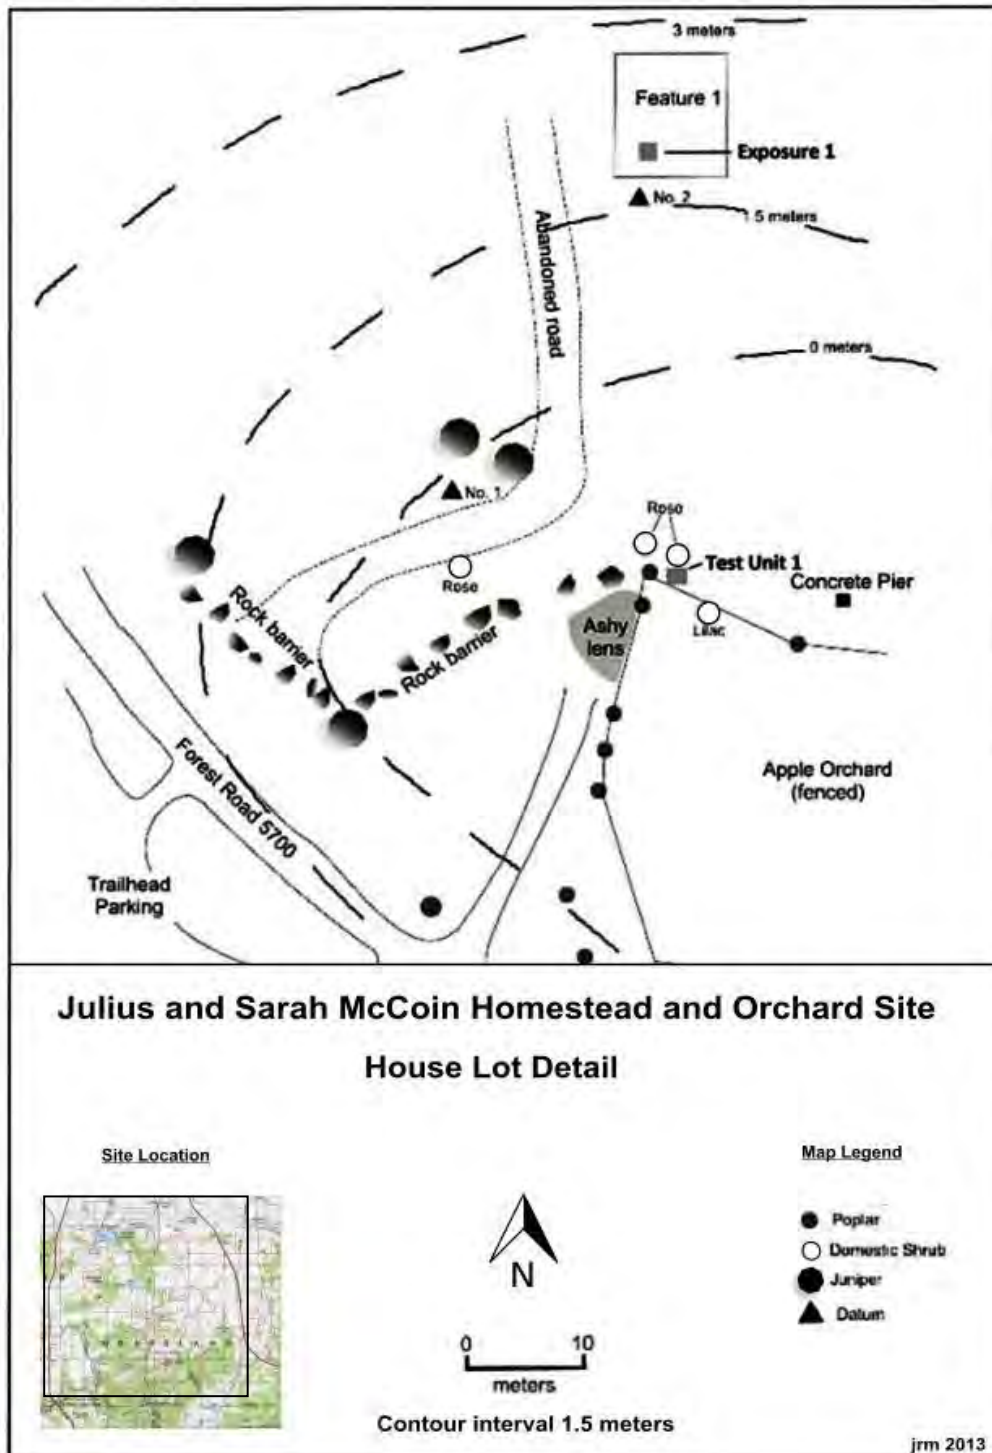 3 meters
Feature 1
Exposure 1
No. 2
1.5 meters
Abandoned road
0 meters
No. 1
Rose
Rose
Test Unit 1
Concrete Pier
Lilac
Ashy
lens
Rock barrier
Rock barrier
Forest Road 5700
Apple Orchard
(fenced)
Trailhead
Parking
Julius and Sarah McCoin Homestead and Orchard Site
House Lot Detail
Site Location
Map Legend
Poplar
Domestic Shrub
Juniper
Datum
N
0 10
meters
Contour interval 1.5 meters
jrm 2013